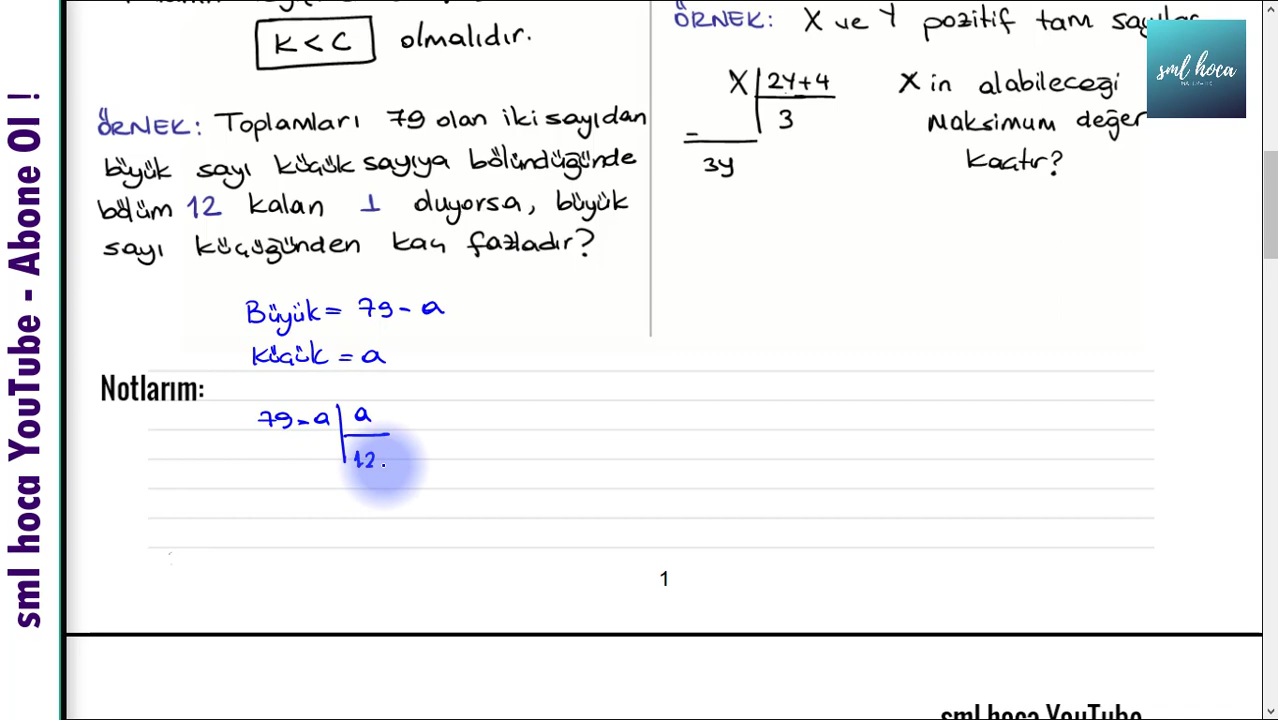 sml hoca YouTube - Abone Ol !
K < C olmalıdır.
ÖRNEK: Toplamları 79 olan iki sayıdan
büyük sayı küçük sayıya bölündüğünde
bölüm 12 kalan 1 oluyorsa, büyük
sayı küçüğünden kaç fazladır?
Büyük = 79 - a
Küçük = a
Notlarım:
79 - a | a
12
ÖRNEK: X ve Y pozitif tam
X | 2Y+4
3
-
3y
X in alabileceği
Maksimum değer
kaçtır?
sml hoca
1
sml hoca YouTube